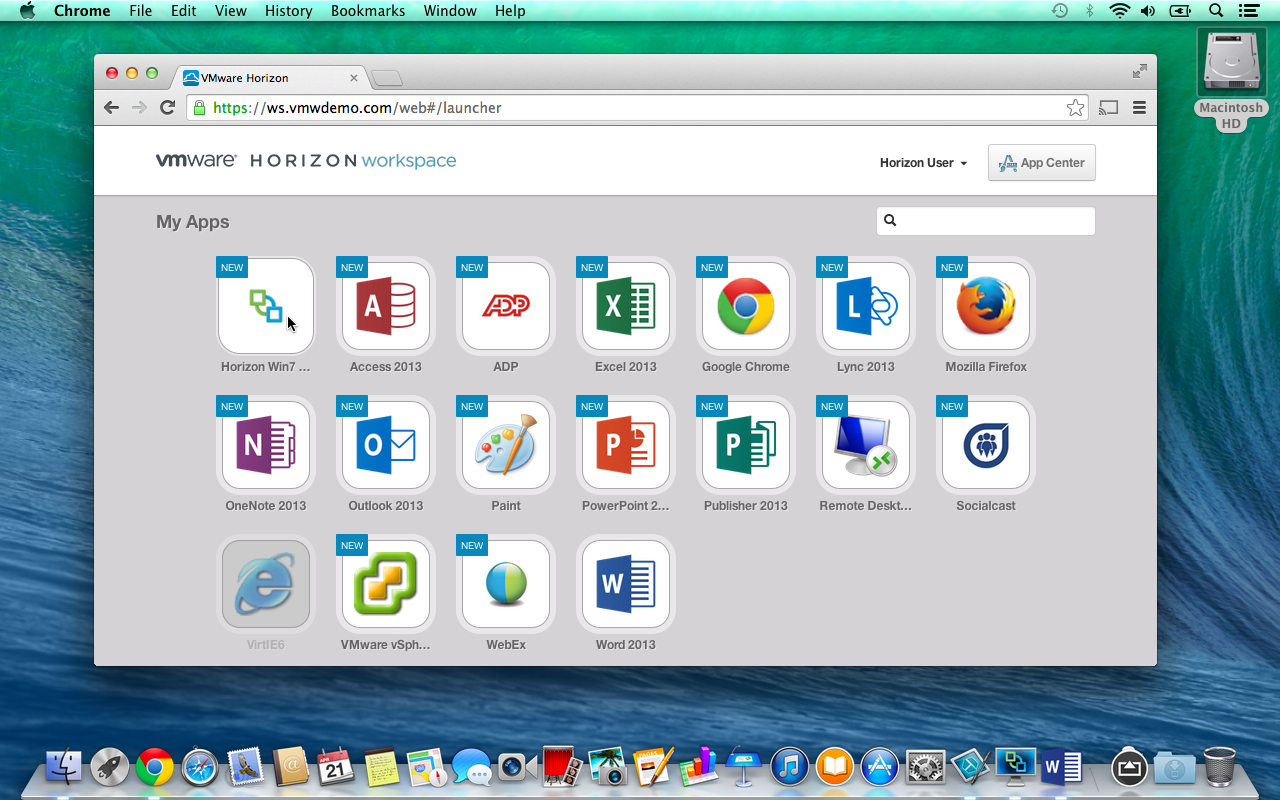 Chrome File Edit View History Bookmarks Window Help
VMware Horizon
https://ws.vmwdemo.com/web#/launcher
Macintosh HD
vmware HORIZON workspace
Horizon User
App Center
My Apps
NEW NEW NEW NEW NEW NEW NEW
A X L
ADP
Horizon Win7 ... Access 2013 ADP Excel 2013 Google Chrome Lync 2013 Mozilla Firefox
NEW NEW NEW NEW NEW NEW NEW
N O P P
OneNote 2013 Outlook 2013 Paint PowerPoint 2... Publisher 2013 Remote Deskt... Socialcast
NEW NEW
W
VirtIE6 VMware vSph... WebEx Word 2013
APR
21
PAGES
W